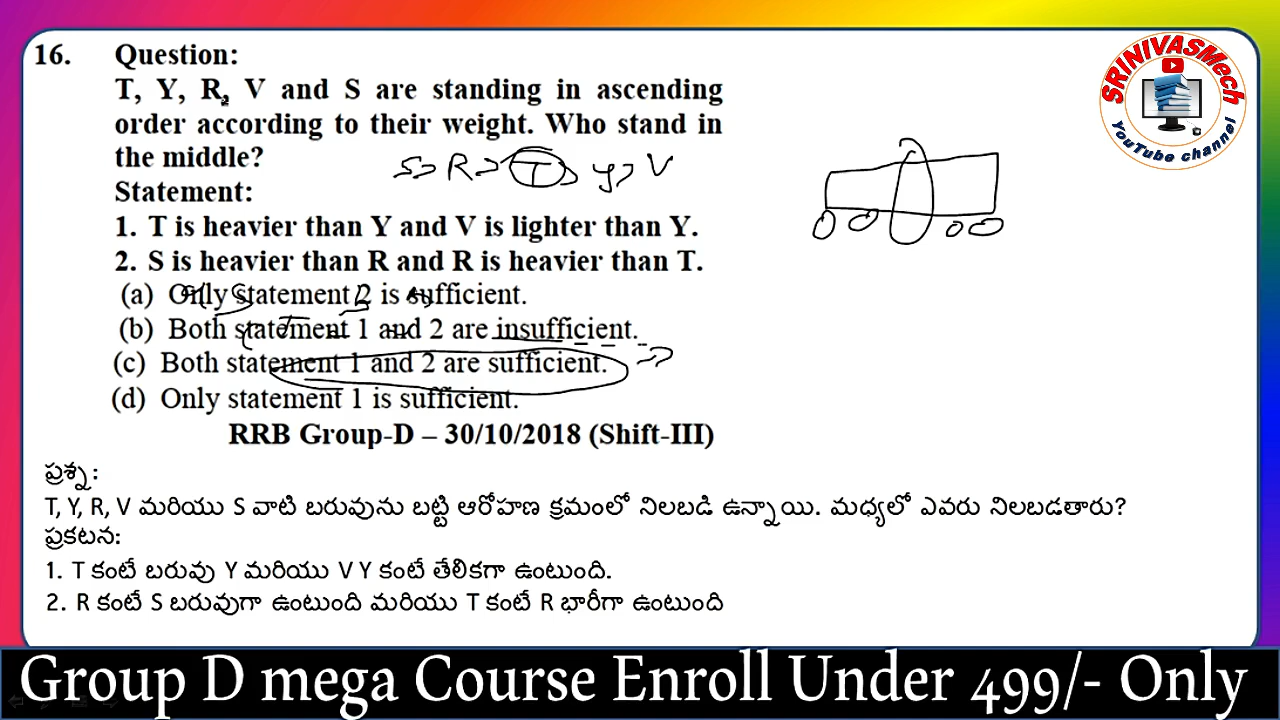 SRINIVASMech
YouTube channel
16. Question:
T, Y, R, V and S are standing in ascending
order according to their weight. Who stand in
the middle?
S > R > T > y > V
Statement:
1. T is heavier than Y and V is lighter than Y.
2. S is heavier than R and R is heavier than T.
(a) Only statement 2 is sufficient.
(b) Both statement 1 and 2 are insufficient.
(c) Both statement 1 and 2 are sufficient.
(d) Only statement 1 is sufficient.
RRB Group-D – 30/10/2018 (Shift-III)
ప్రశ్న:
T, Y, R, V మరియు S వాటి బరువును బట్టి ఆరోహణ క్రమంలో నిలబడి ఉన్నాయి. మధ్యలో ఎవరు నిలబడతారు?
ప్రకటన:
1. T కంటే బరువు Y మరియు V Y కంటే తేలికగా ఉంటుంది.
2. R కంటే S బరువుగా ఉంటుంది మరియు T కంటే R భారీగా ఉంటుంది
Group D mega Course Enroll Under 499/- Only